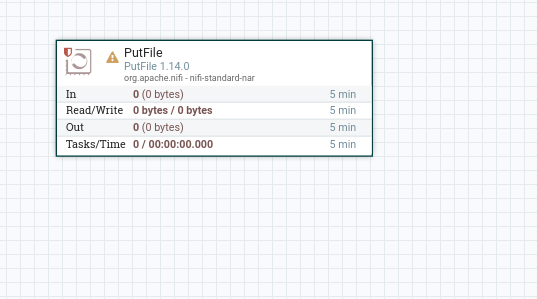 PutFile
PutFile 1.14.0
org.apache.nifi - nifi-standard-nar
In 0 (0 bytes) 5 min
Read/Write 0 bytes / 0 bytes 5 min
Out 0 (0 bytes) 5 min
Tasks/Time 0 / 00:00:00.000 5 min